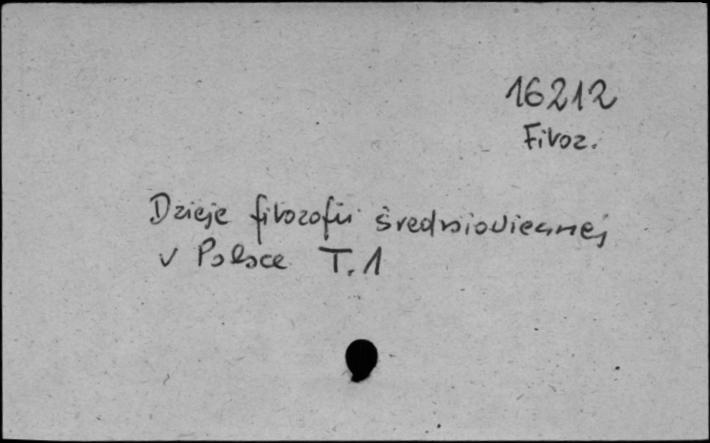 16212
Filoz.
Dzieje filozofii średniowiecznej
w Polsce T. 1